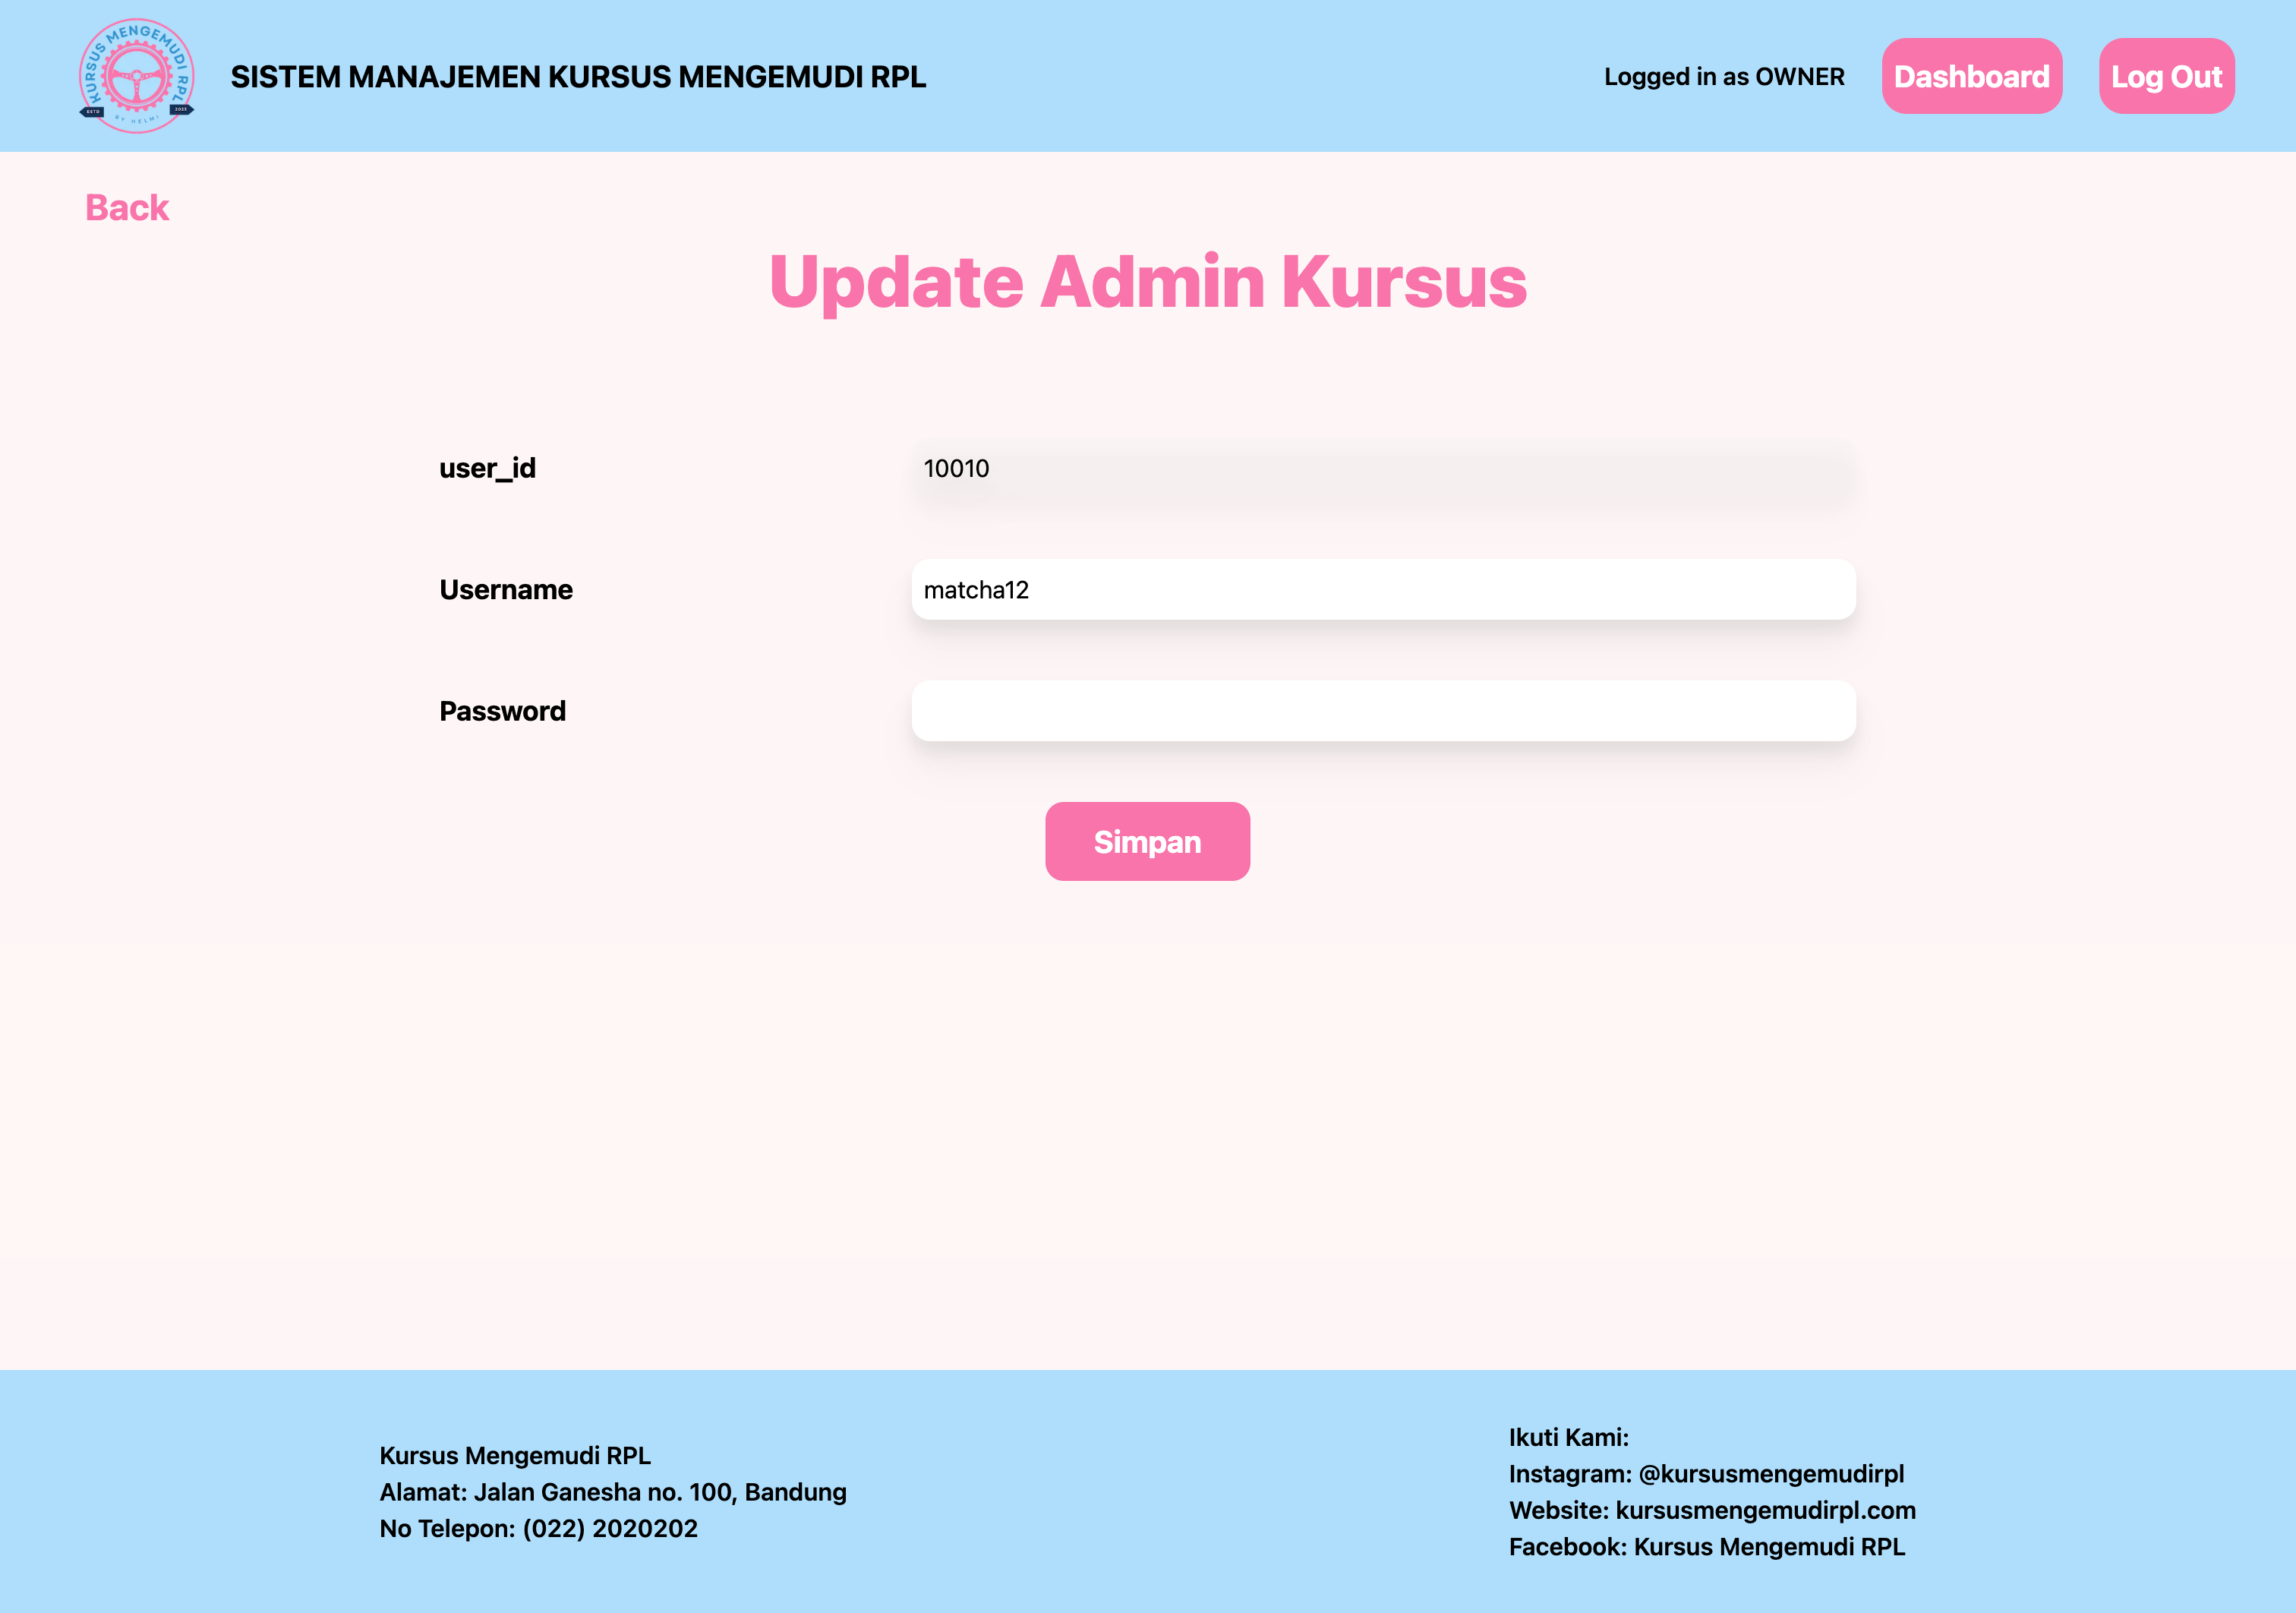 KURSUS MENGEMUDI RPL
ESTD
2023
BY HELMI
SISTEM MANAJEMEN KURSUS MENGEMUDI RPL
Logged in as OWNER
Dashboard
Log Out
Back
Update Admin Kursus
user_id
10010
Username
matcha12
Password
Simpan
Kursus Mengemudi RPL
Alamat: Jalan Ganesha no. 100, Bandung
No Telepon: (022) 2020202
Ikuti Kami:
Instagram: @kursusmengemudirpl
Website: kursusmengemudirpl.com
Facebook: Kursus Mengemudi RPL